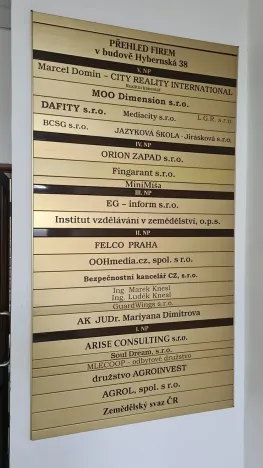 PŘEHLED FIREM
v budově Hybernská 38
V. NP
Marcel Domin - CITY REALITY INTERNATIONAL
Realitní kancelář
MOO Dimension s.r.o.
DAFITY s.r.o. Mediacity s.r.o. L.G.R. s.r.o.
BCSG s.r.o. JAZYKOVÁ ŠKOLA - Jirásková s.r.o.
IV. NP
ORION ZAPAD s.r.o.
Fingarant s.r.o.
MiniMiša
III. NP
EG - inform s.r.o.
Institut vzdělávání v zemědělství, o.p.s.
II. NP
FELCO PRAHA
OOHmedia.cz, spol. s r.o.
Bezpečnostní kancelář CZ, s.r.o.
Ing. Marek Knesl
Ing. Luděk Knesl
GuardWings s.r.o.
AK JUDr. Mariyana Dimitrova
I. NP
ARISE CONSULTING s.r.o.
Soul Dream, s.r.o.
MLECOOP - odbytové družstvo
družstvo AGROINVEST
AGROL, spol. s r.o.
Zemědělský svaz ČR